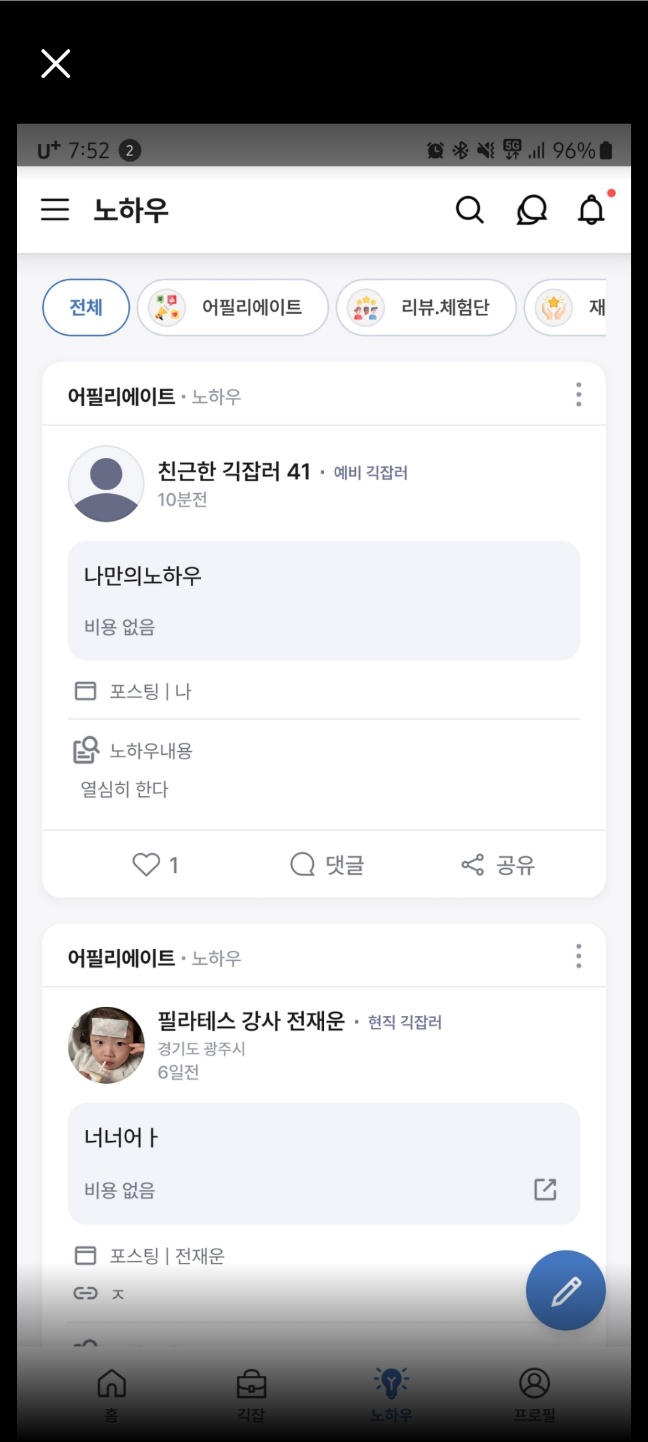 U+ 7:52 2 5G 96%
노하우
전체 어필리에이트 리뷰.체험단 재
어필리에이트 · 노하우
친근한 긱잡러 41 · 예비 긱잡러
10분전
나만의노하우
비용 없음
포스팅 | 나
노하우내용
열심히 한다
1 댓글 공유
어필리에이트 · 노하우
필라테스 강사 전재운 · 현직 긱잡러
경기도 광주시
6일전
너너어ㅏ
비용 없음
포스팅 | 전재운
ㅈ
홈 긱잡 노하우 프로필